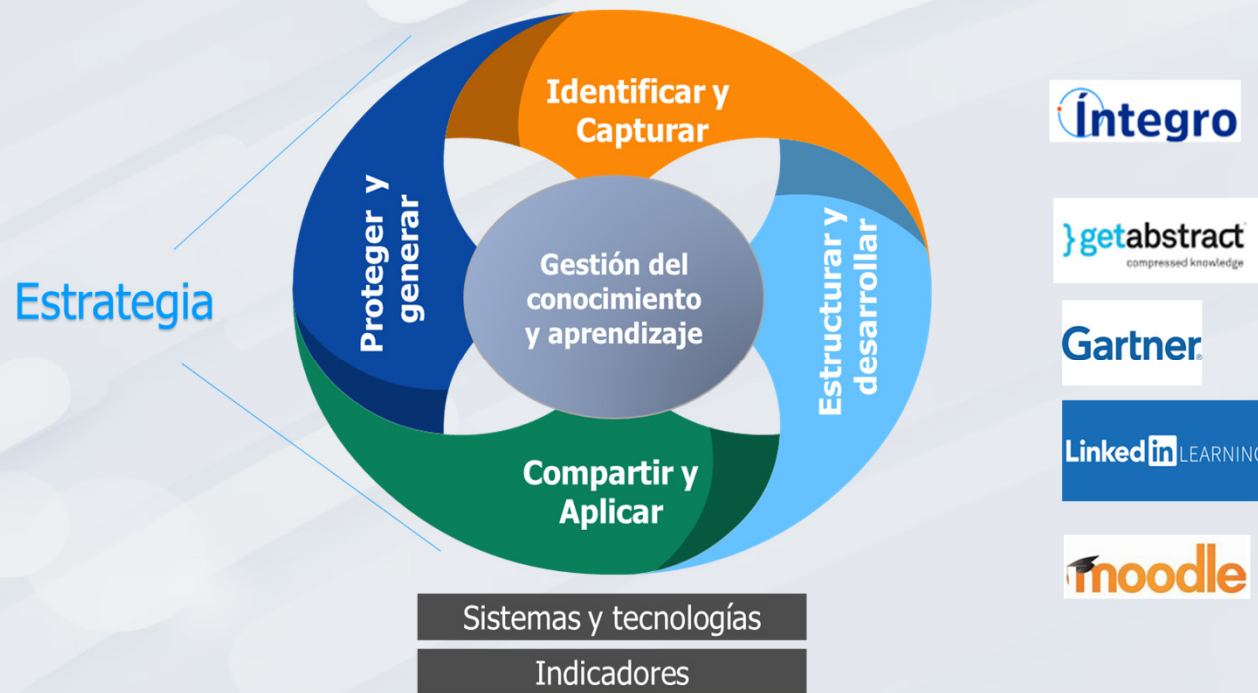 Estrategia
Identificar y
Capturar
Estructurar y
desarrollar
Compartir y
Aplicar
Proteger y
generar
Gestión del
conocimiento
y aprendizaje
Sistemas y tecnologías
Indicadores
Íntegro
}getabstract
compressed knowledge
Gartner®
Linked in LEARNING
moodle